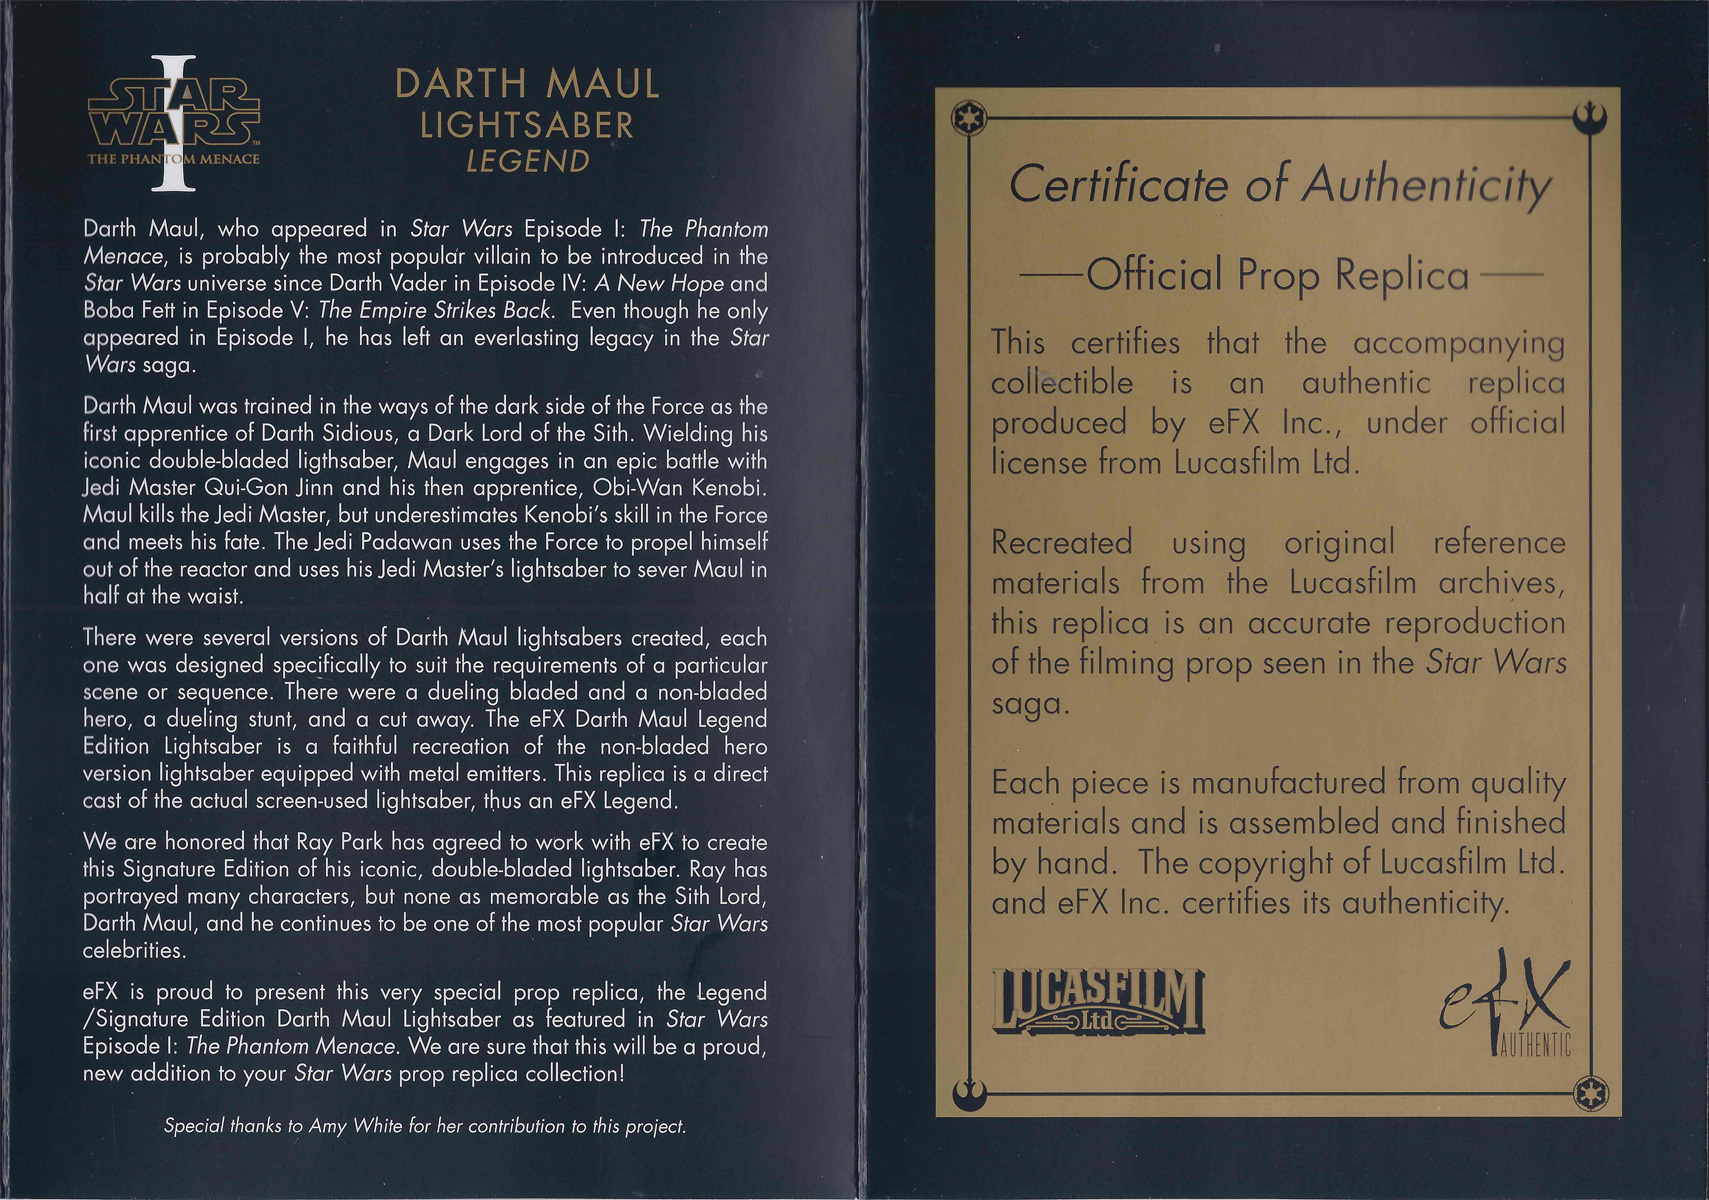 STAR
WARS
TM
THE PHANTOM MENACE
I
DARTH MAUL
LIGHTSABER
LEGEND
Darth Maul, who appeared in Star Wars Episode I: The Phantom
Menace, is probably the most popular villain to be introduced in the
Star Wars universe since Darth Vader in Episode IV: A New Hope and
Boba Fett in Episode V: The Empire Strikes Back. Even though he only
appeared in Episode I, he has left an everlasting legacy in the Star
Wars saga.
Darth Maul was trained in the ways of the dark side of the Force as the
first apprentice of Darth Sidious, a Dark Lord of the Sith. Wielding his
iconic double-bladed ligthsaber, Maul engages in an epic battle with
Jedi Master Qui-Gon Jinn and his then apprentice, Obi-Wan Kenobi.
Maul kills the Jedi Master, but underestimates Kenobi's skill in the Force
and meets his fate. The Jedi Padawan uses the Force to propel himself
out of the reactor and uses his Jedi Master's lightsaber to sever Maul in
half at the waist.
There were several versions of Darth Maul lightsabers created, each
one was designed specifically to suit the requirements of a particular
scene or sequence. There were a dueling bladed and a non-bladed
hero, a dueling stunt, and a cut away. The eFX Darth Maul Legend
Edition Lightsaber is a faithful recreation of the non-bladed hero
version lightsaber equipped with metal emitters. This replica is a direct
cast of the actual screen-used lightsaber, thus an eFX Legend.
We are honored that Ray Park has agreed to work with eFX to create
this Signature Edition of his iconic, double-bladed lightsaber. Ray has
portrayed many characters, but none as memorable as the Sith Lord,
Darth Maul, and he continues to be one of the most popular Star Wars
celebrities.
eFX is proud to present this very special prop replica, the Legend
/Signature Edition Darth Maul Lightsaber as featured in Star Wars
Episode I: The Phantom Menace. We are sure that this will be a proud,
new addition to your Star Wars prop replica collection!
Special thanks to Amy White for her contribution to this project.
Certificate of Authenticity
Official Prop Replica
This certifies that the accompanying
collectible is an authentic replica
produced by eFX Inc., under official
license from Lucasfilm Ltd.
Recreated using original reference
materials from the Lucasfilm archives,
this replica is an accurate reproduction
of the filming prop seen in the Star Wars
saga.
Each piece is manufactured from quality
materials and is assembled and finished
by hand. The copyright of Lucasfilm Ltd.
and eFX Inc. certifies its authenticity.
LUCASFILM
Ltd
eFX
AUTHENTIC